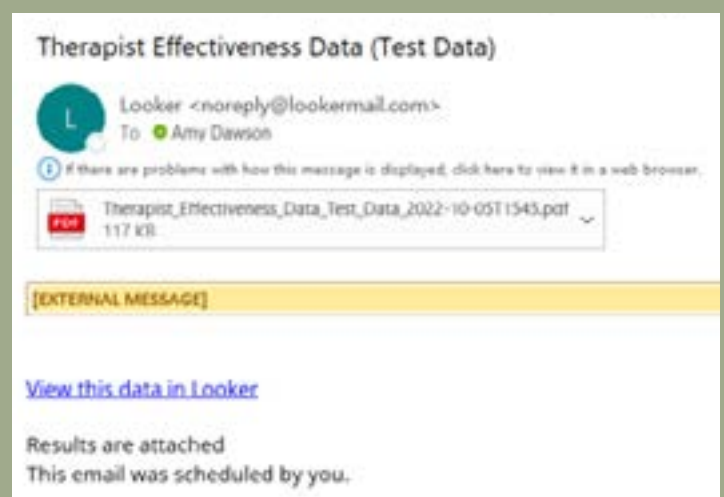 Therapist Effectiveness Data (Test Data)
L
Looker <noreply@lookermail.com>
To Amy Dawson
If there are problems with how this message is displayed, click here to view it in a web browser.
Therapist_Effectiveness_Data_Test_Data_2022-10-05T1545.pdf
PDF
117 KB
[EXTERNAL MESSAGE]
View this data in Looker
Results are attached
This email was scheduled by you.